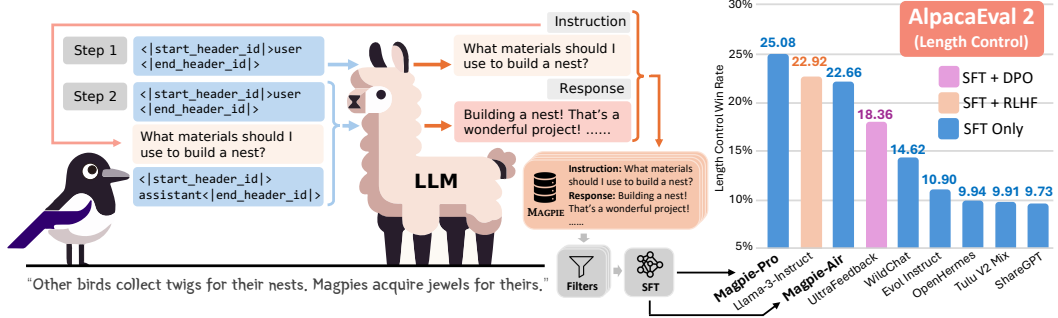 Step 1
<|start_header_id|>user
<|end_header_id|>
Instruction
What materials should I
use to build a nest?
Step 2
<|start_header_id|>user
<|end_header_id|>
What materials should I
use to build a nest?
<|start_header_id|>
assistant<|end_header_id|>
Response
Building a nest! That's a
wonderful project! ......
LLM
MAGPIE
Instruction: What materials
should I use to build a nest?
Response: Building a nest!
That's a wonderful project!
......
Filters
SFT
"Other birds collect twigs for their nests. Magpies acquire jewels for theirs."
AlpacaEval 2
(Length Control)
SFT + DPO
SFT + RLHF
SFT Only
Length Control Win Rate
30%
25%
20%
15%
10%
5%
25.08
22.92
22.66
18.36
14.62
10.90
9.94
9.91
9.73
Magpie-Pro
Llama-3-Instruct
Magpie-Air
UltraFeedback
WildChat
Evol Instruct
OpenHermes
Tulu V2 Mix
ShareGPT